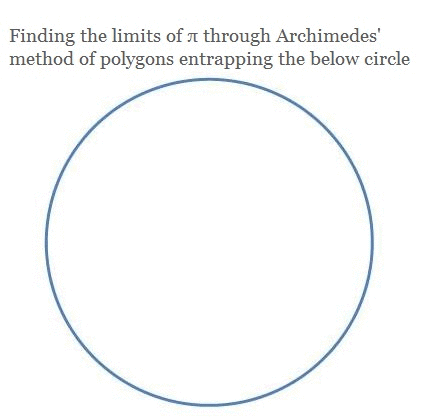 Finding the limits of π through Archimedes'
method of polygons entrapping the below circle